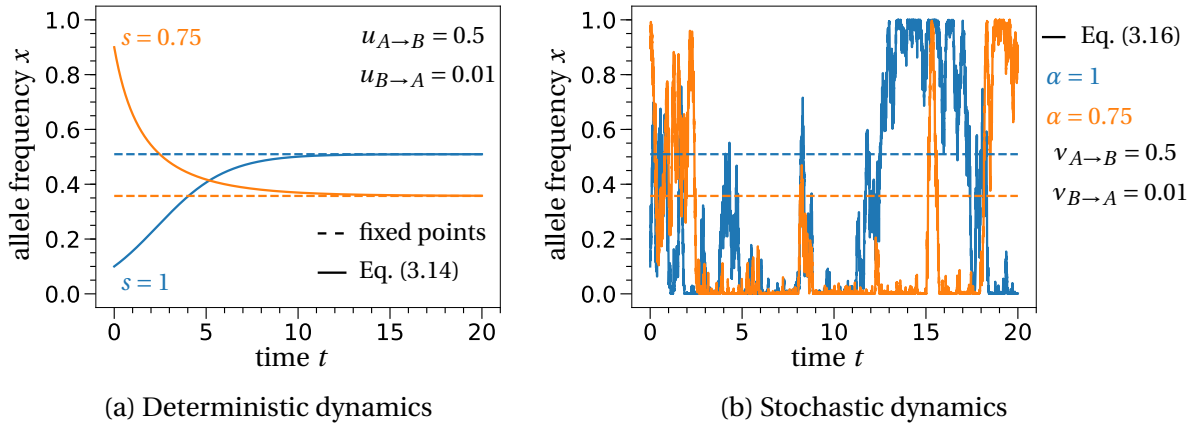 allele frequency x
1.0
0.8
0.6
0.4
0.2
0.0
s = 0.75
u_{A→B} = 0.5
u_{B→A} = 0.01
fixed points
Eq. (3.14)
s = 1
0 5 10 15 20
time t
(a) Deterministic dynamics
allele frequency x
1.0
0.8
0.6
0.4
0.2
0.0
0 5 10 15 20
time t
Eq. (3.16)
α = 1
α = 0.75
ν_{A→B} = 0.5
ν_{B→A} = 0.01
(b) Stochastic dynamics